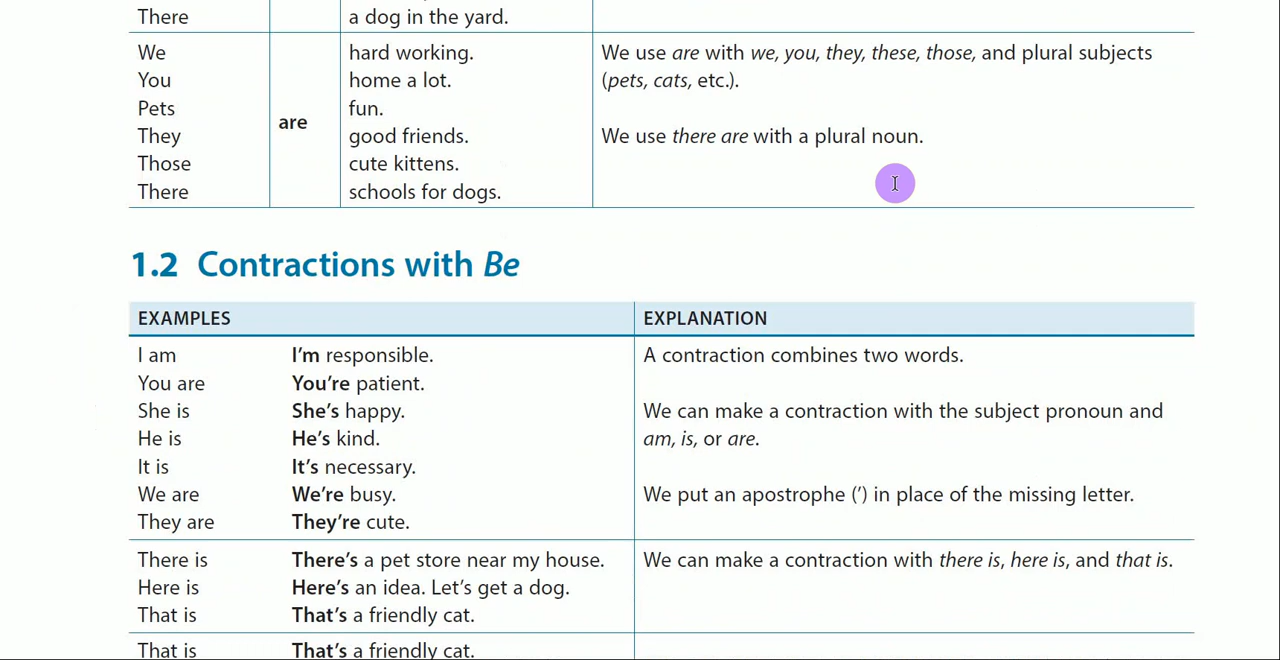 There a dog in the yard.
We hard working. We use are with we, you, they, these, those, and plural subjects
You home a lot. (pets, cats, etc.).
Pets fun.
are
They good friends. We use there are with a plural noun.
Those cute kittens.
There schools for dogs.
1.2 Contractions with Be
EXAMPLES EXPLANATION
I am I'm responsible. A contraction combines two words.
You are You're patient.
She is She's happy. We can make a contraction with the subject pronoun and
He is He's kind. am, is, or are.
It is It's necessary.
We are We're busy. We put an apostrophe (’) in place of the missing letter.
They are They're cute.
There is There's a pet store near my house. We can make a contraction with there is, here is, and that is.
Here is Here's an idea. Let's get a dog.
That is That's a friendly cat.
That is That's a friendly cat.